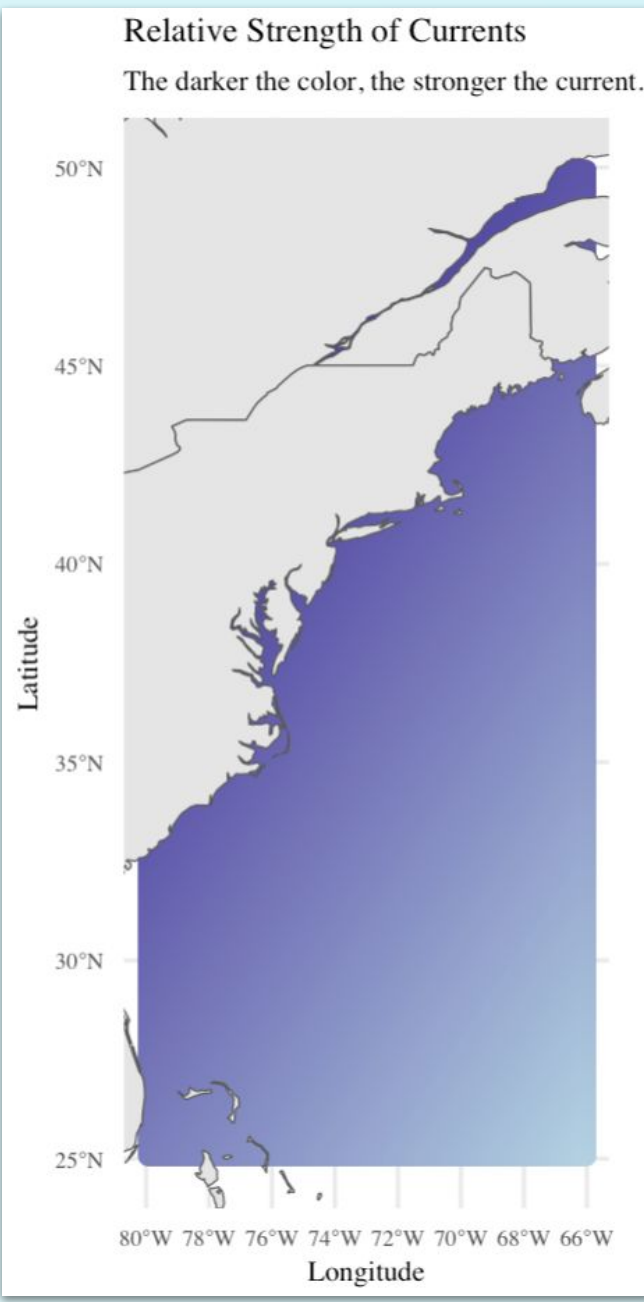 Relative Strength of Currents
The darker the color, the stronger the current.
50°N
45°N
40°N
35°N
30°N
25°N
Latitude
80°W 78°W 76°W 74°W 72°W 70°W 68°W 66°W
Longitude